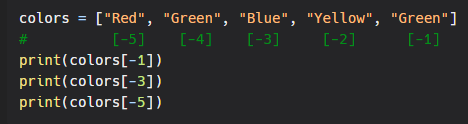 colors = ["Red", "Green", "Blue", "Yellow", "Green"]
#          [-5]    [-4]    [-3]     [-2]      [-1]
print(colors[-1])
print(colors[-3])
print(colors[-5])